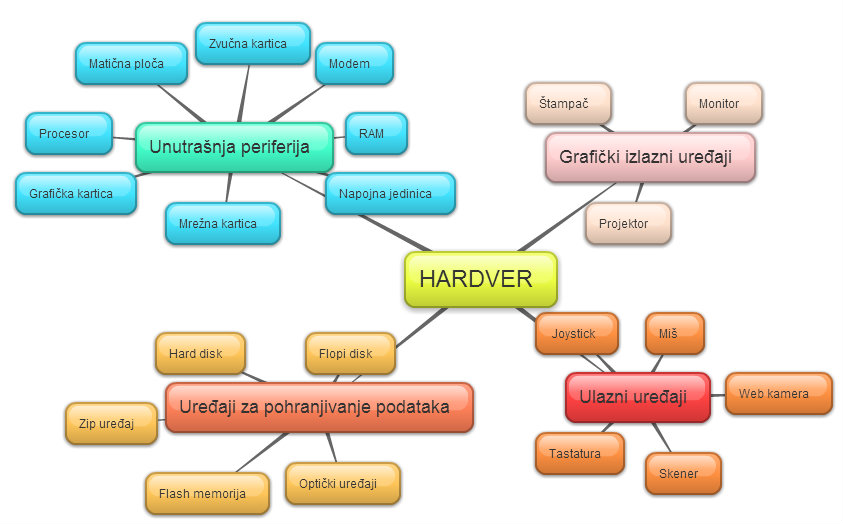 Zvučna kartica
Matična ploča
Modem
Štampač
Monitor
Procesor
Unutrašnja periferija
RAM
Grafički izlazni uređaji
Grafička kartica
Napojna jedinica
Mrežna kartica
Projektor
HARDVER
Joystick
Miš
Hard disk
Flopi disk
Ulazni uređaji
Web kamera
Uređaji za pohranjivanje podataka
Zip uređaj
Tastatura
Skener
Flash memorija
Optički uređaji